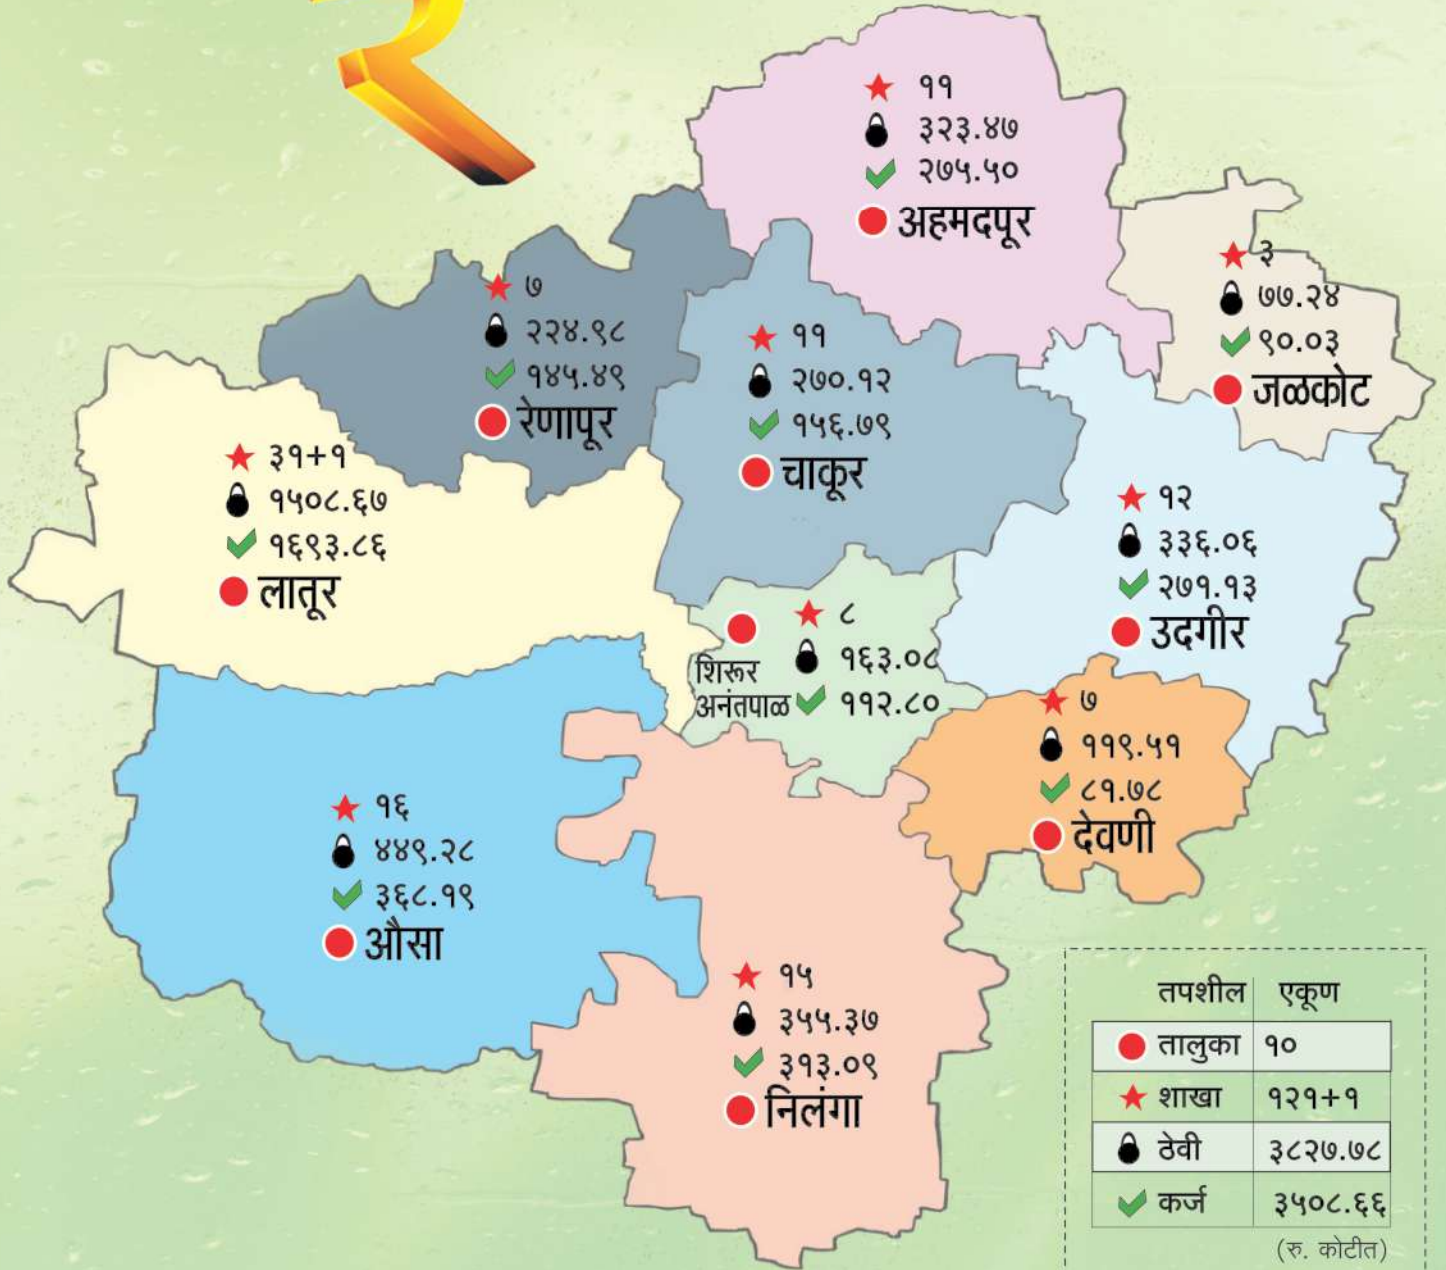 ११
३२३.४७
२७५.५०
अहमदपूर
३
७७.२४
९०.०३
जळकोट
७
२२४.९८
१४५.४९
रेणापूर
११
२७०.१२
१५६.७९
चाकूर
३१+१
१५०८.६७
१६९३.८६
लातूर
१२
३३६.०६
२७१.१३
उदगीर
८
१६३.०८
११२.८०
शिरूर
अनंतपाळ
७
११९.५१
८१.७८
देवणी
१६
४४९.२८
३६८.१९
औसा
१५
३५५.३७
३१३.०९
निलंगा
तपशील एकूण
तालुका १०
शाखा १२१+१
ठेवी ३८२७.७८
कर्ज ३५०८.६६
(रु. कोटीत)